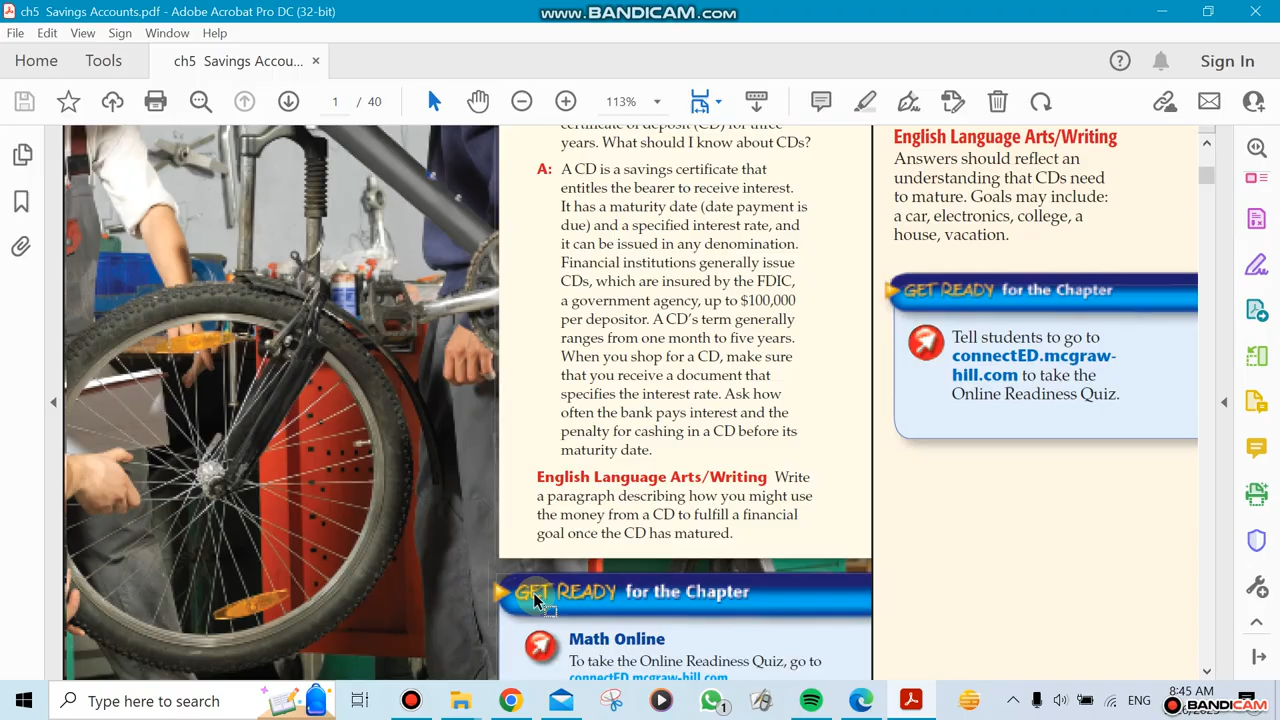 ch5 Savings Accounts.pdf - Adobe Acrobat Pro DC (32-bit)
www.BANDICAM.com
File Edit View Sign Window Help
Home Tools ch5 Savings Accou... ×
Sign In
1 / 40
113%
certificate of deposit (CD) for three
years. What should I know about CDs?
A: A CD is a savings certificate that
entitles the bearer to receive interest.
It has a maturity date (date payment is
due) and a specified interest rate, and
it can be issued in any denomination.
Financial institutions generally issue
CDs, which are insured by the FDIC,
a government agency, up to $100,000
per depositor. A CD's term generally
ranges from one month to five years.
When you shop for a CD, make sure
that you receive a document that
specifies the interest rate. Ask how
often the bank pays interest and the
penalty for cashing in a CD before its
maturity date.
English Language Arts/Writing Write
a paragraph describing how you might use
the money from a CD to fulfill a financial
goal once the CD has matured.
GET READY for the Chapter
Math Online
To take the Online Readiness Quiz, go to
connectED.mcgraw-hill.com
English Language Arts/Writing
Answers should reflect an
understanding that CDs need
to mature. Goals may include:
a car, electronics, college, a
house, vacation.
GET READY for the Chapter
Tell students to go to
connectED.mcgraw-
hill.com to take the
Online Readiness Quiz.
Type here to search
1
ENG
8:45 AM
BANDICAM